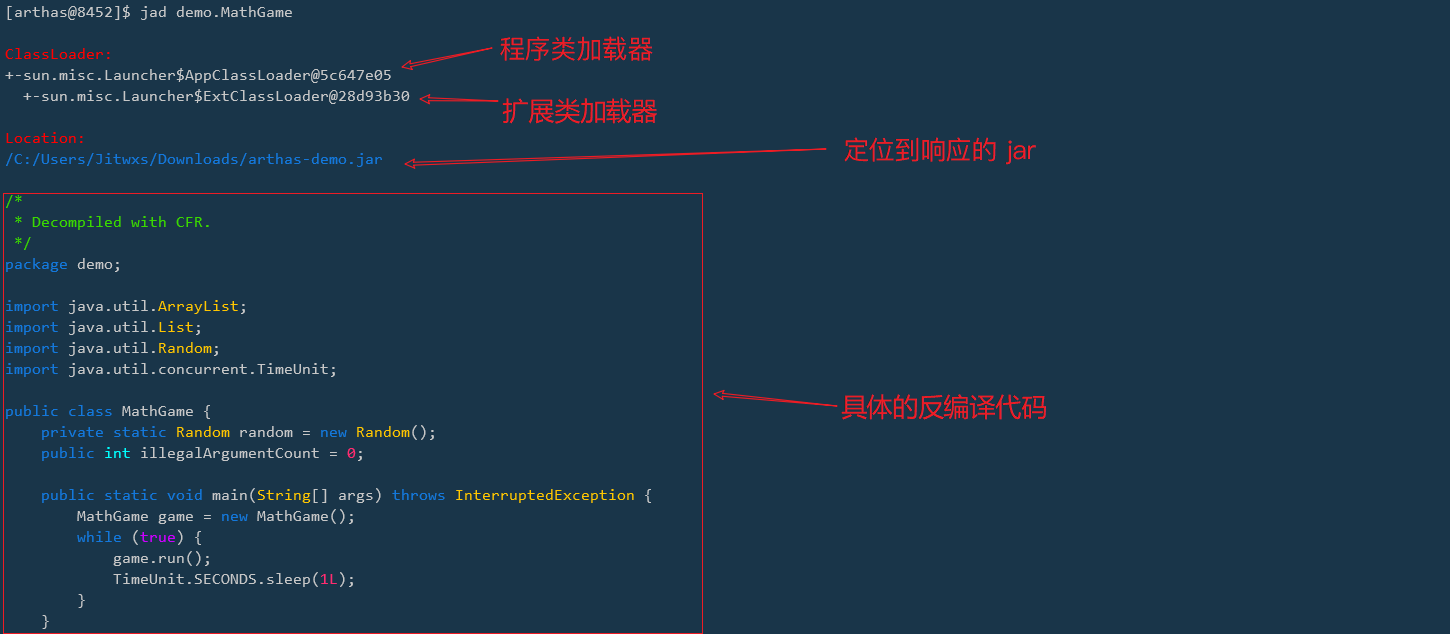 [arthas@8452]$ jad demo.MathGame
ClassLoader:
程序类加载器
+-sun.misc.Launcher$AppClassLoader@5c647e05
+-sun.misc.Launcher$ExtClassLoader@28d93b30
扩展类加载器
Location:
/C:/Users/Jitwxs/Downloads/arthas-demo.jar
定位到响应的 jar
/*
* Decompiled with CFR.
*/
package demo;
import java.util.ArrayList;
import java.util.List;
import java.util.Random;
import java.util.concurrent.TimeUnit;
具体的反编译代码
public class MathGame {
private static Random random = new Random();
public int illegalArgumentCount = 0;
public static void main(String[] args) throws InterruptedException {
MathGame game = new MathGame();
while (true) {
game.run();
TimeUnit.SECONDS.sleep(1L);
}
}